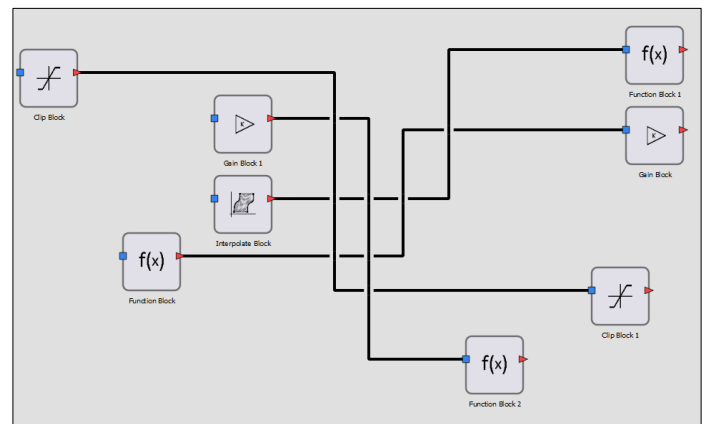 f(x)
Function Block 1
Clip Block
K
Gain Block 1
K
Gain Block
Interpolate Block
f(x)
Function Block
Clip Block 1
f(x)
Function Block 2